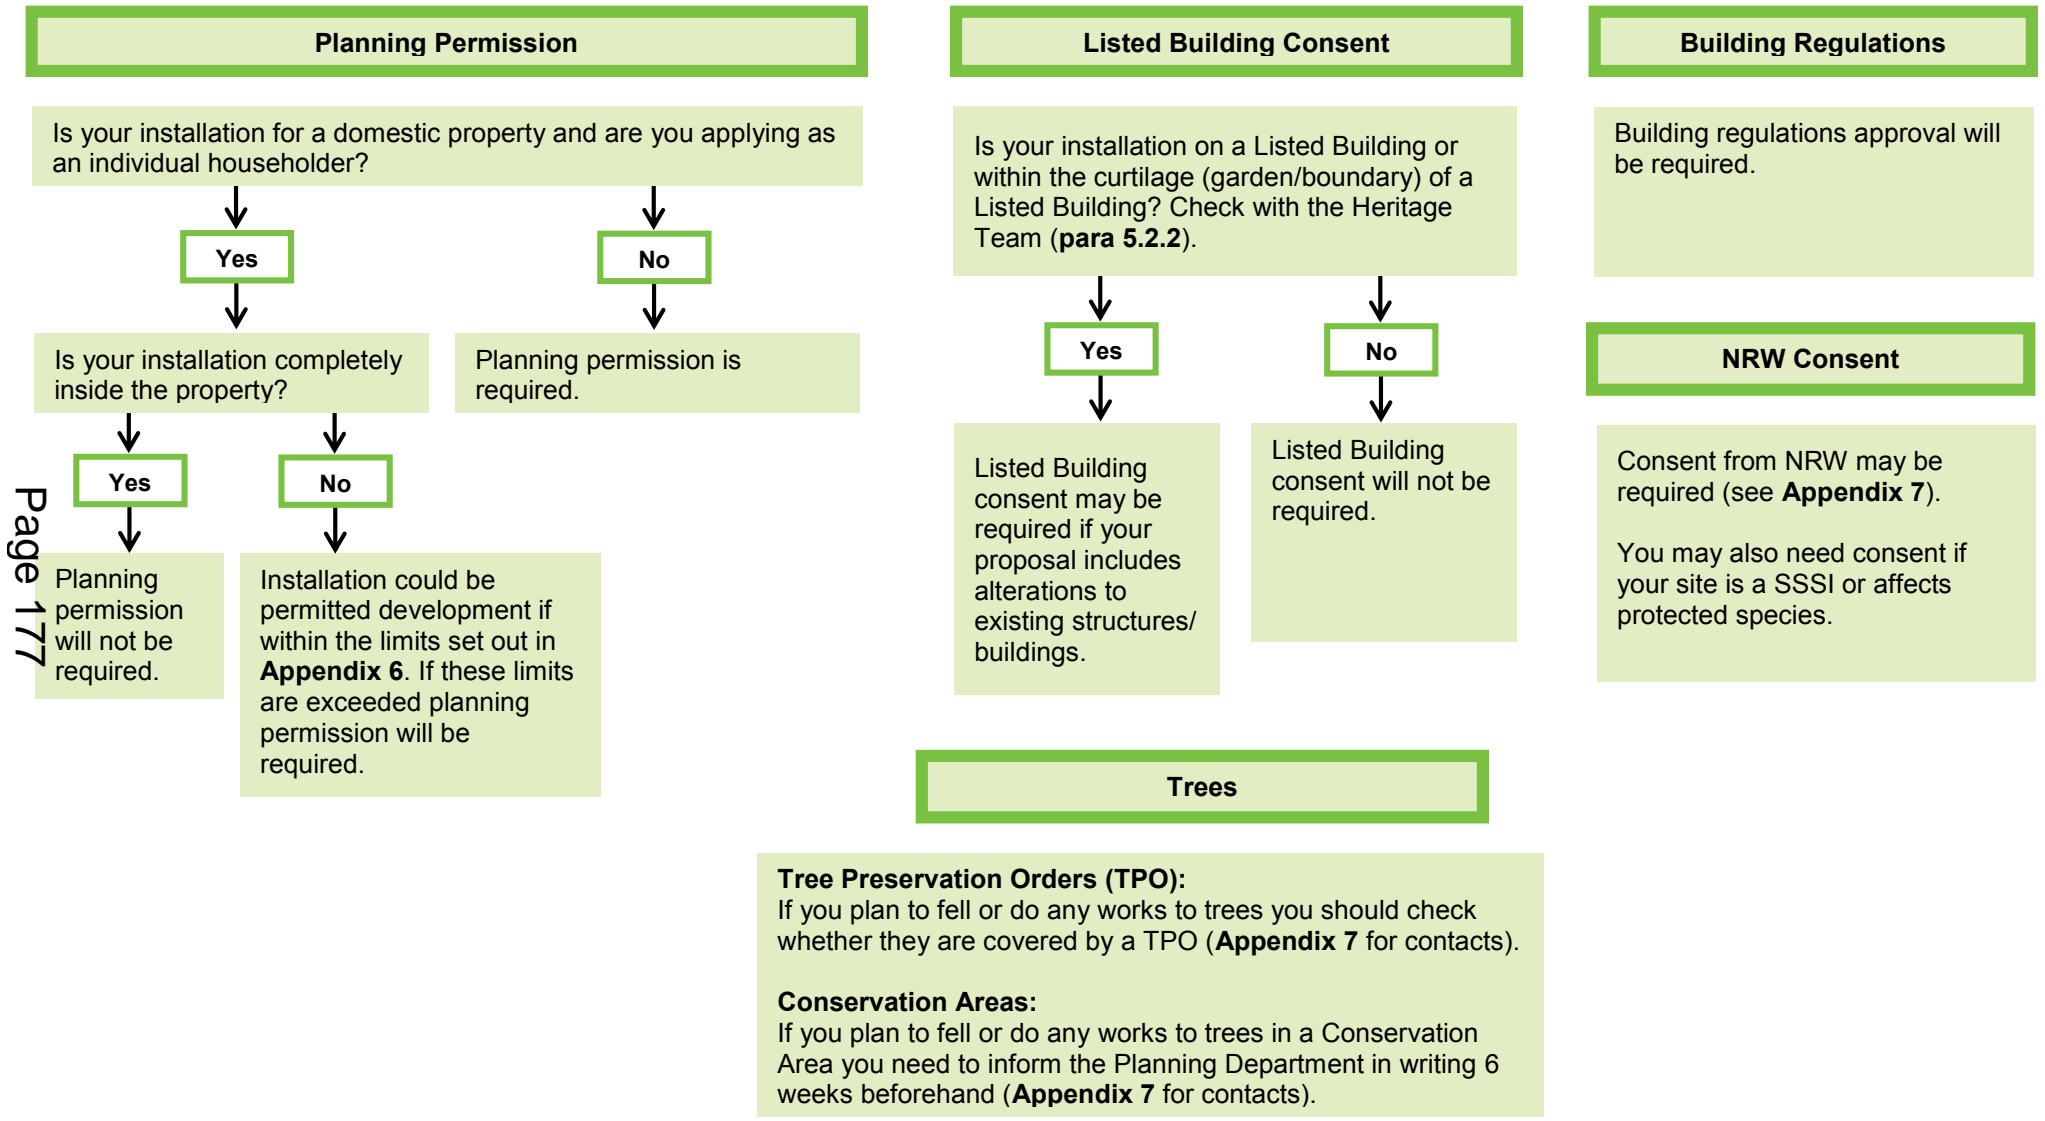 Planning Permission
Is your installation for a domestic property and are you applying as
an individual householder?
Yes
No
Is your installation completely
inside the property?
Planning permission is
required.
Yes
No
Planning
permission
will not be
required.
Installation could be
permitted development if
within the limits set out in
Appendix 6. If these limits
are exceeded planning
permission will be
required.
Listed Building Consent
Is your installation on a Listed Building or
within the curtilage (garden/boundary) of a
Listed Building? Check with the Heritage
Team (para 5.2.2).
Yes
No
Listed Building
consent may be
required if your
proposal includes
alterations to
existing structures/
buildings.
Listed Building
consent will not be
required.
Building Regulations
Building regulations approval will
be required.
NRW Consent
Consent from NRW may be
required (see Appendix 7).
You may also need consent if
your site is a SSSI or affects
protected species.
Trees
Tree Preservation Orders (TPO):
If you plan to fell or do any works to trees you should check
whether they are covered by a TPO (Appendix 7 for contacts).
Conservation Areas:
If you plan to fell or do any works to trees in a Conservation
Area you need to inform the Planning Department in writing 6
weeks beforehand (Appendix 7 for contacts).
Page 177